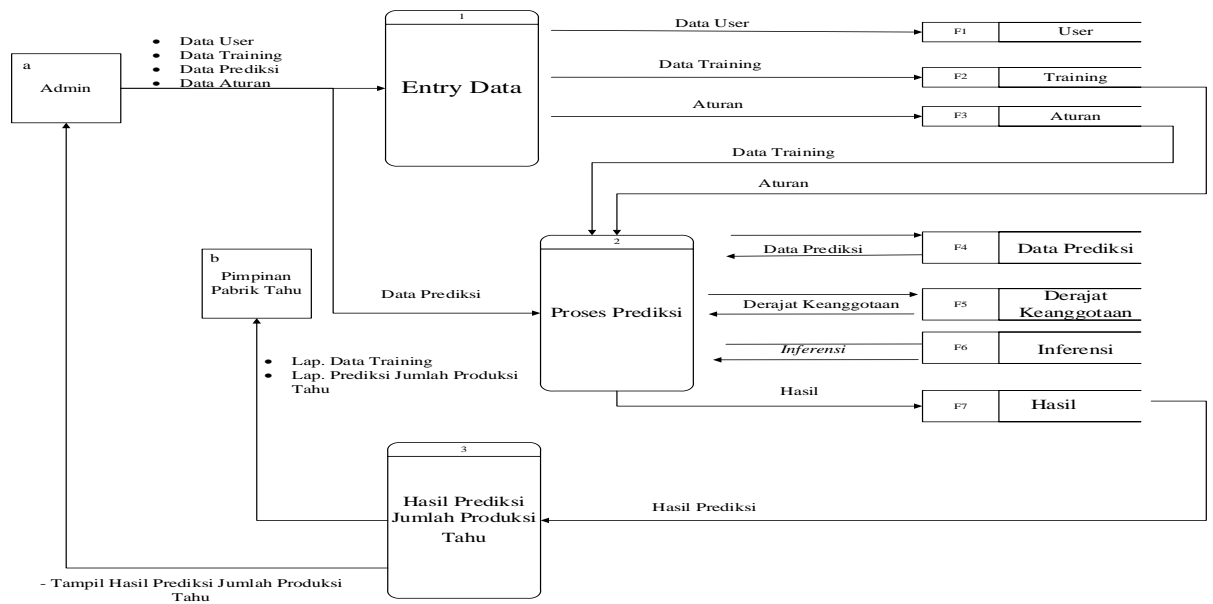 1
Data User
F1
User
• Data User
• Data Training
• Data Prediksi
• Data Aturan
a
Admin
Entry Data
Data Training
F2
Training
Aturan
F3
Aturan
Data Training
Aturan
2
Data Prediksi
F4
Data Prediksi
b
Pimpinan
Pabrik Tahu
Data Prediksi
Proses Prediksi
Derajat Keanggotaan
F5
Derajat
Keanggotaan
Inferensi
F6
Inferensi
• Lap. Data Training
• Lap. Prediksi Jumlah Produksi
Tahu
Hasil
F7
Hasil
3
Hasil Prediksi
Jumlah Produksi
Tahu
Hasil Prediksi
- Tampil Hasil Prediksi Jumlah Produksi
Tahu